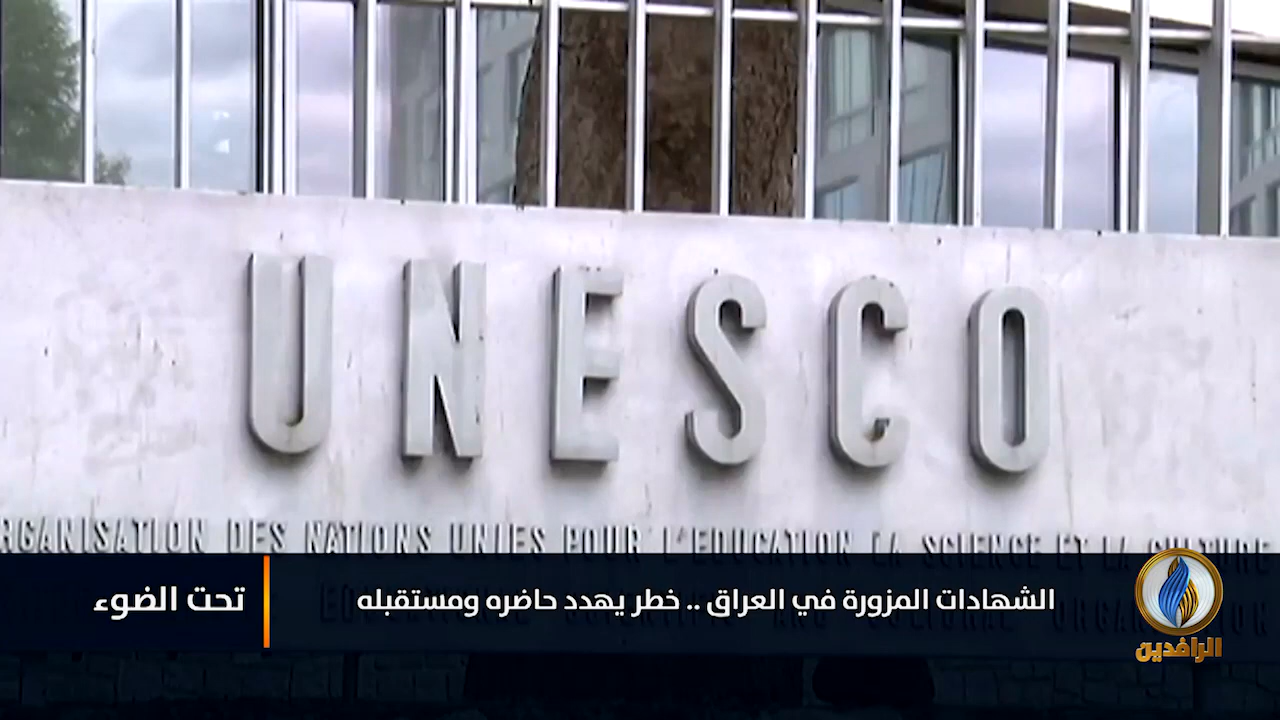 UNESCO
ORGANISATION DES NATIONS UNIES POUR L'EDUCATION LA SCIENCE ET LA CULTURE
الشهادات المزورة في العراق .. خطر يهدد حاضره ومستقبله
تحت الضوء
الرافدين